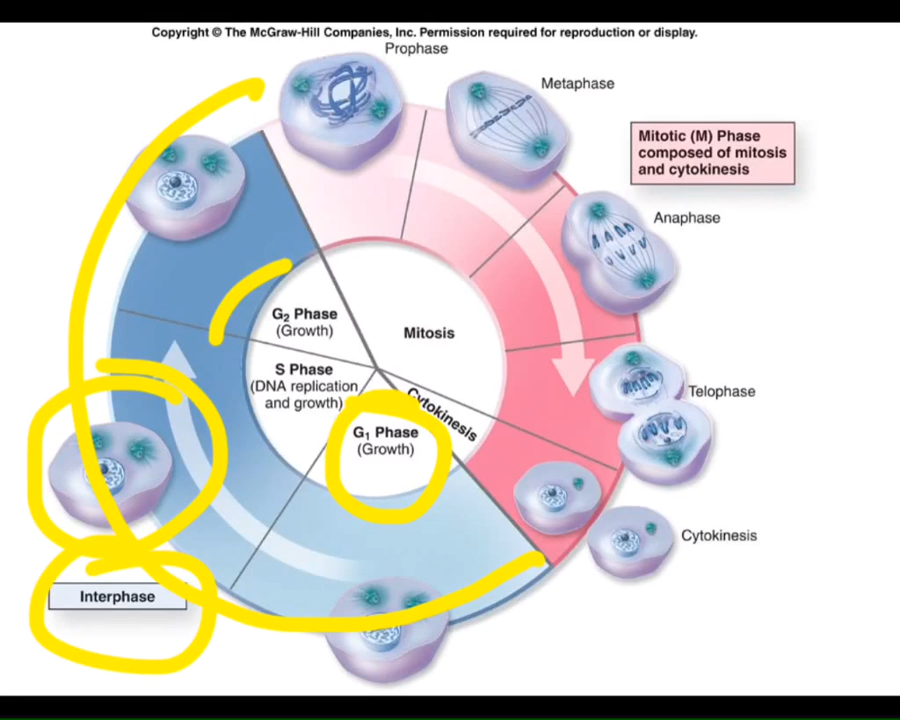 Copyright © The McGraw-Hill Companies, Inc. Permission required for reproduction or display.
Prophase
Metaphase
Mitotic (M) Phase
composed of mitosis
and cytokinesis
Anaphase
G₂ Phase
(Growth)
Mitosis
S Phase
(DNA replication
and growth)
Telophase
Cytokinesis
G₁ Phase
(Growth)
Cytokinesis
Interphase